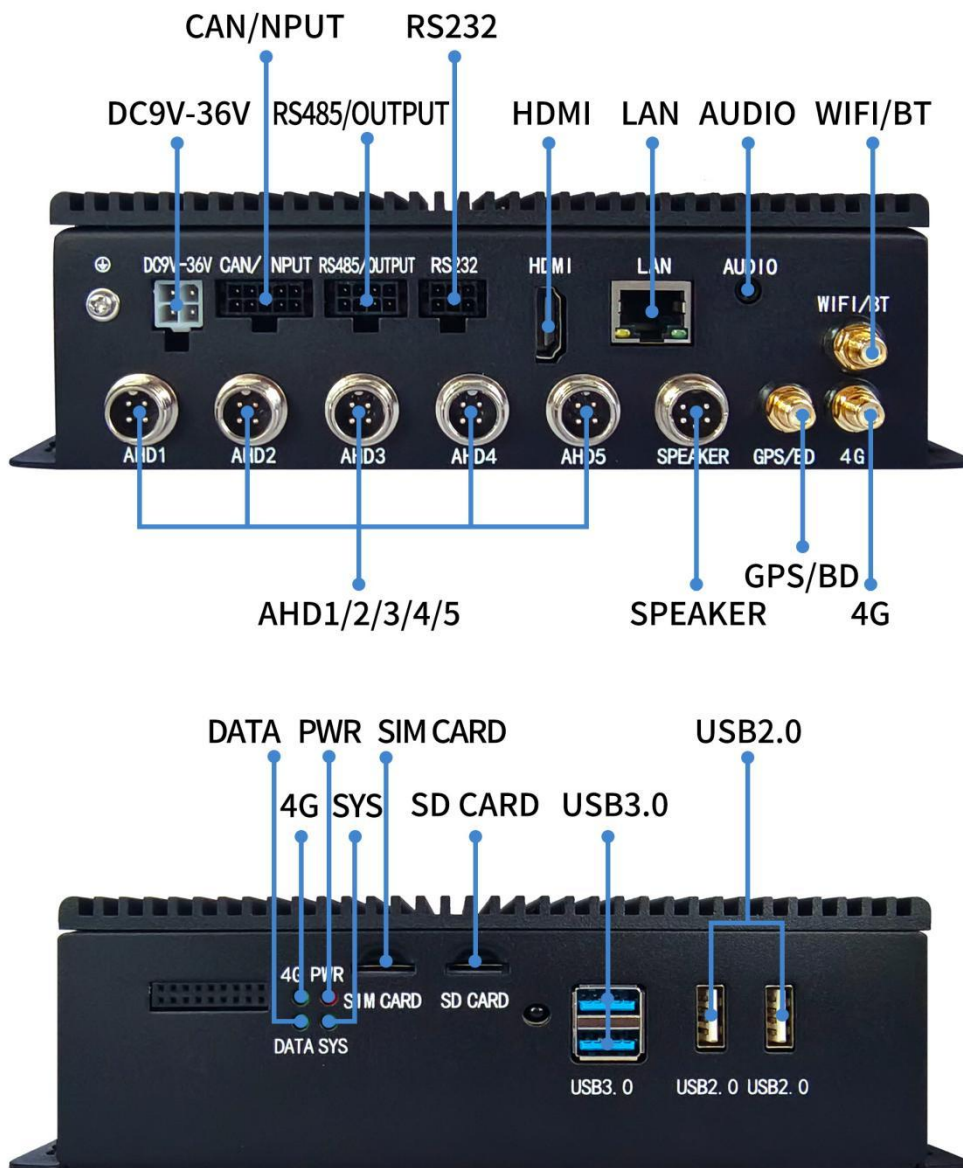 CAN/NPUT RS232
DC9V-36V RS485/OUTPUT HDMI LAN AUDIO WIFI/BT
DC9V-36V CAN/INPUT RS485/OUTPUT RS232 HDMI LAN AUDIO
WIFI/BT
AHD1 AHD2 AHD3 AHD4 AHD5 SPEAKER GPS/BD 4G
GPS/BD
AHD1/2/3/4/5 SPEAKER 4G
DATA PWR SIM CARD USB2.0
4G SYS SD CARD USB3.0
4G PWR
SIM CARD SD CARD
DATA SYS
USB3.0 USB2.0 USB2.0